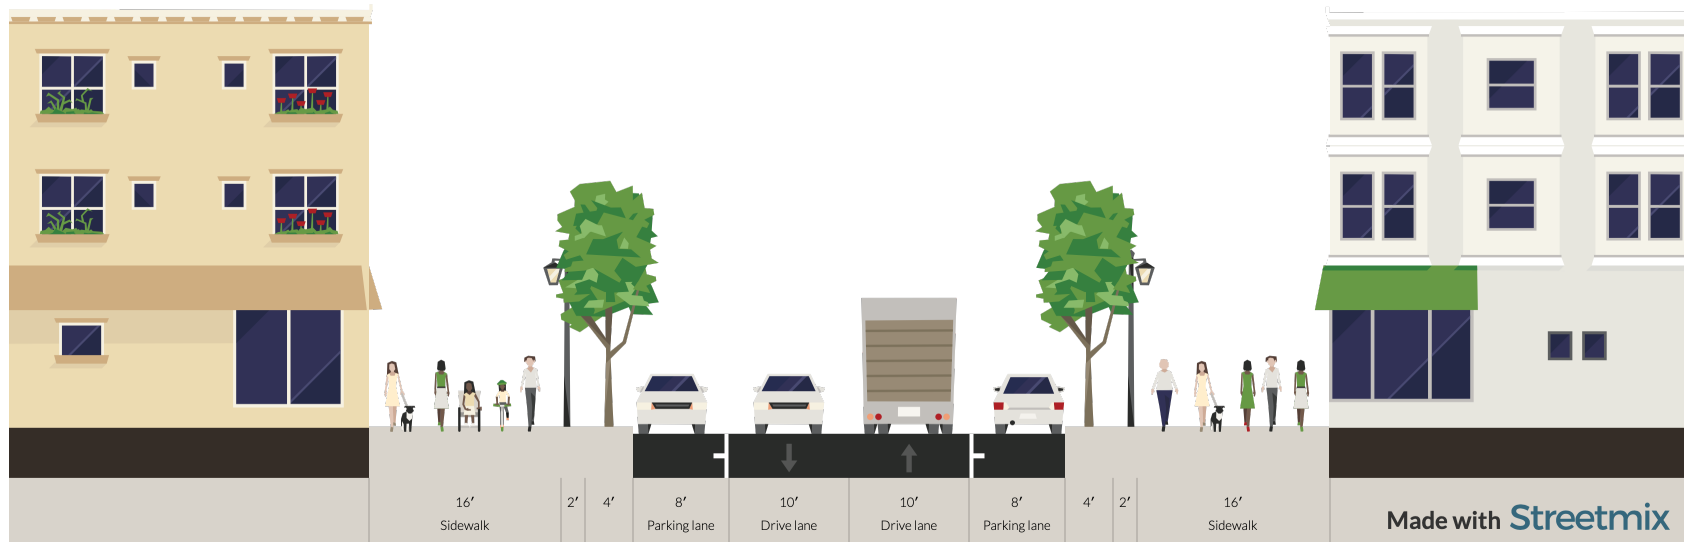 16′
Sidewalk
2′
4′
8′
Parking lane
10′
Drive lane
10′
Drive lane
8′
Parking lane
4′
2′
16′
Sidewalk
Made with Streetmix